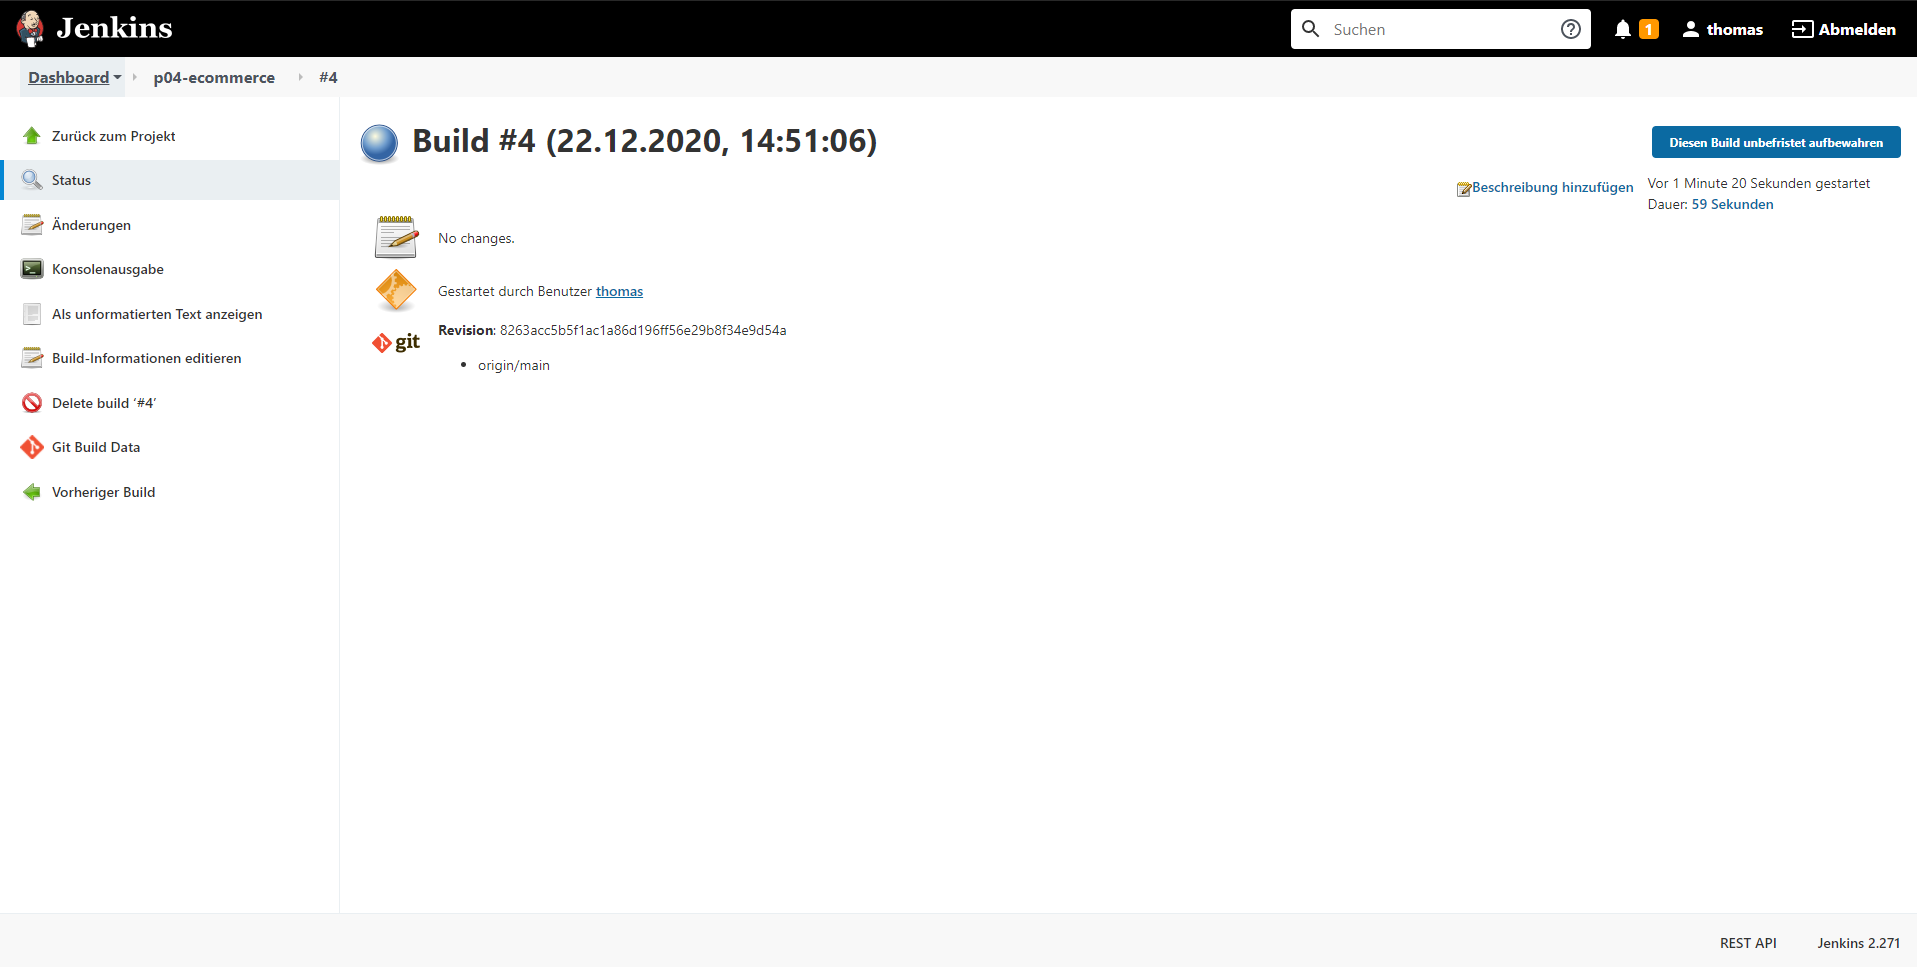 Jenkins
Suchen
1
thomas
Abmelden
Dashboard
p04-ecommerce
#4
Zurück zum Projekt
Status
Änderungen
Konsolenausgabe
Als unformatierten Text anzeigen
Build-Informationen editieren
Delete build ‘#4’
Git Build Data
Vorheriger Build
Build #4 (22.12.2020, 14:51:06)
Diesen Build unbefristet aufbewahren
Beschreibung hinzufügen
Vor 1 Minute 20 Sekunden gestartet
Dauer: 59 Sekunden
No changes.
Gestartet durch Benutzer thomas
git
Revision: 8263acc5b5f1ac1a86d196ff56e29b8f34e9d54a
• origin/main
REST API
Jenkins 2.271